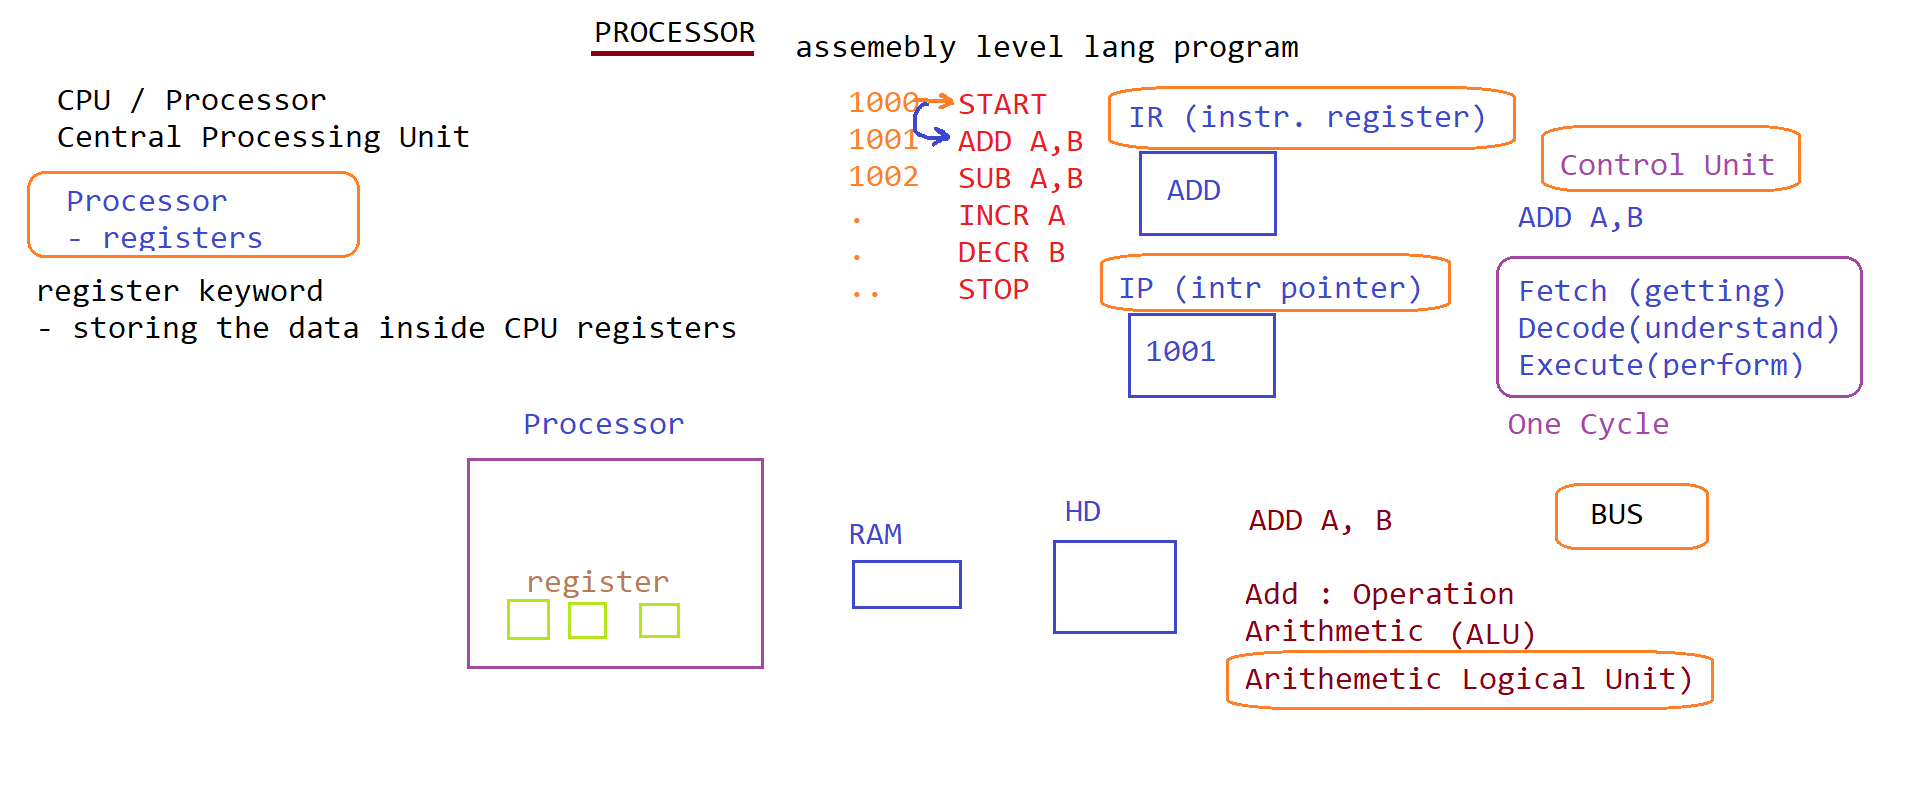 PROCESSOR
assemebly level lang program
CPU / Processor
Central Processing Unit
Processor
- registers
register keyword
- storing the data inside CPU registers
1000 START
1001 ADD A,B
1002 SUB A,B
. INCR A
. DECR B
.. STOP
IR (instr. register)
ADD
IP (intr pointer)
1001
Control Unit
ADD A,B
Fetch (getting)
Decode(understand)
Execute(perform)
One Cycle
Processor
register
RAM
HD
ADD A, B
BUS
Add : Operation
Arithmetic (ALU)
Arithemetic Logical Unit)